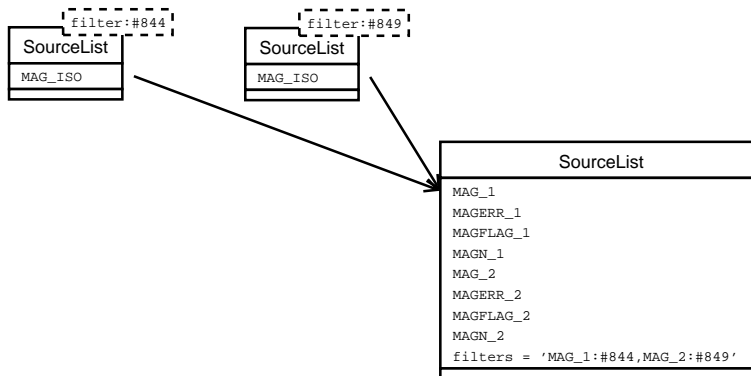 filter:#844
SourceList
MAG_ISO
filter:#849
SourceList
MAG_ISO
SourceList
MAG_1
MAGERR_1
MAGFLAG_1
MAGN_1
MAG_2
MAGERR_2
MAGFLAG_2
MAGN_2
filters = ’MAG_1:#844,MAG_2:#849’